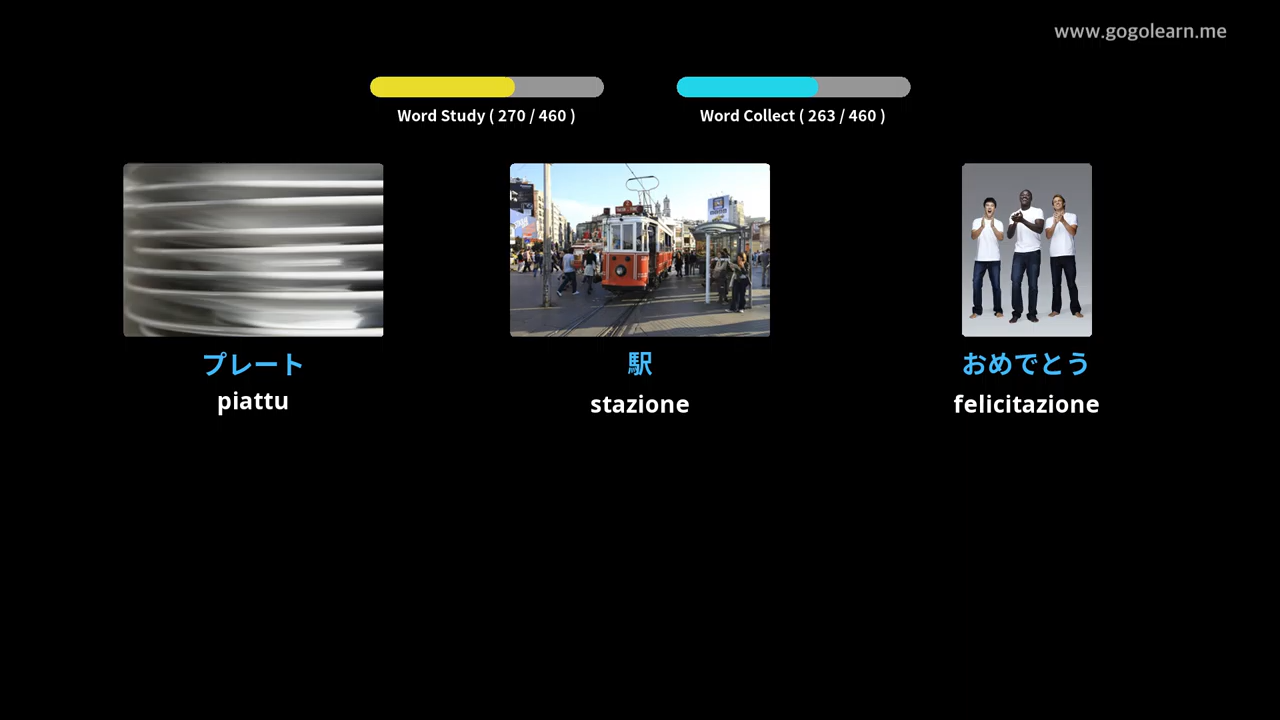 www.gogolearn.me
Word Study ( 270 / 460 )
Word Collect ( 263 / 460 )
プレート
piattu
駅
stazione
おめでとう
felicitazione